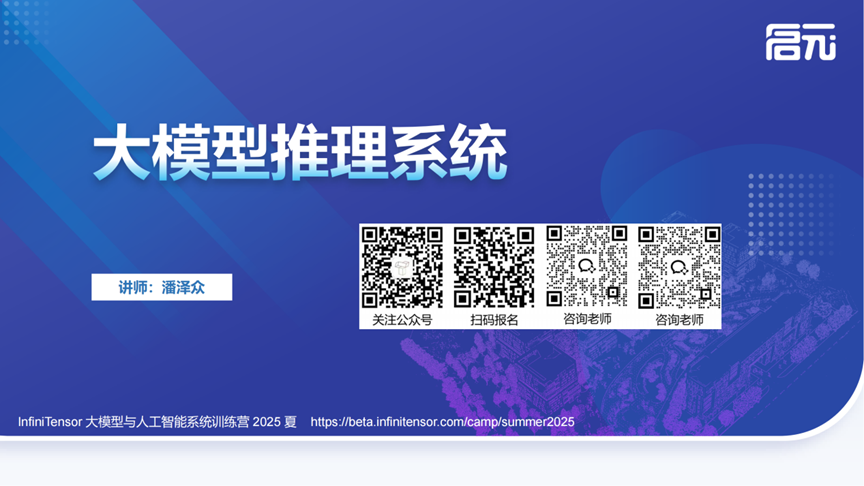 启元
大模型推理系统
讲师：潘泽众
关注公众号
扫码报名
咨询老师
咨询老师
InfiniTensor 大模型与人工智能系统训练营 2025 夏 https://beta.infinitensor.com/camp/summer2025